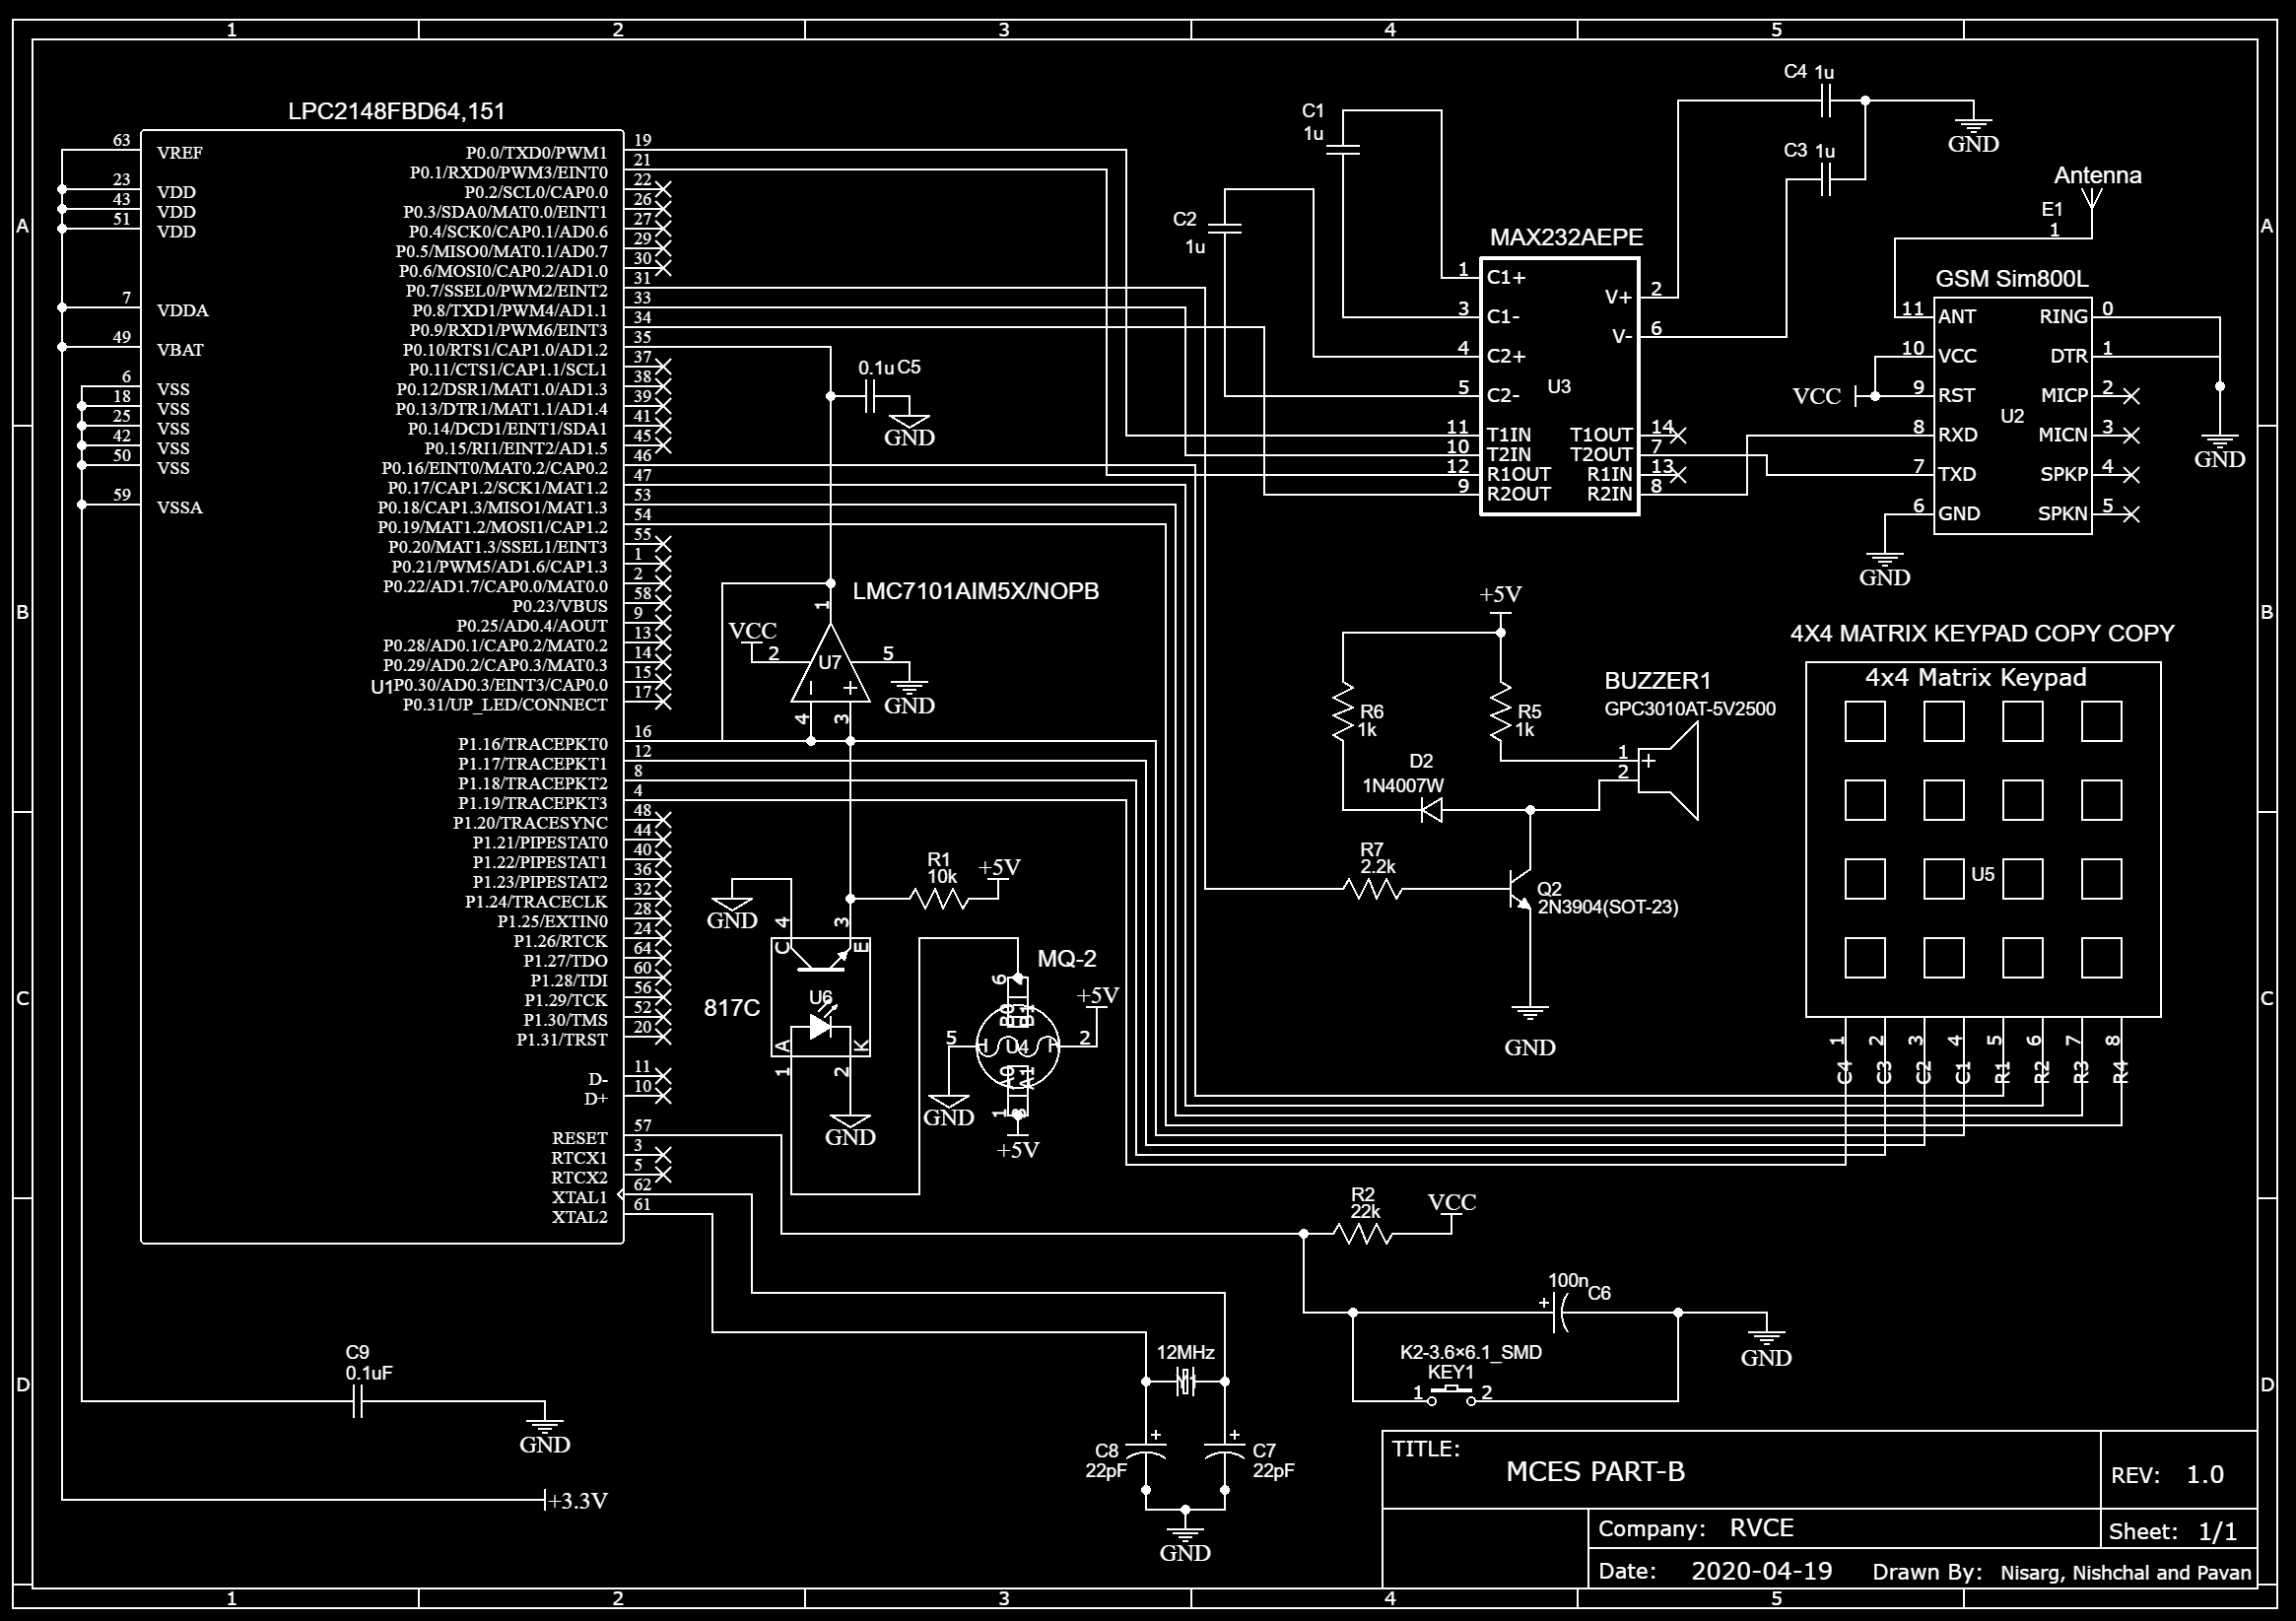 1 2 3 4 5
A
B
C
D
A
B
C
D
LPC2148FBD64,151
U1
63 VREF
23 VDD
43 VDD
51 VDD
7 VDDA
49 VBAT
6 VSS
18 VSS
25 VSS
42 VSS
50 VSS
59 VSSA
P0.0/TXD0/PWM1 19
P0.1/RXD0/PWM3/EINT0 21
P0.2/SCL0/CAP0.0 22
P0.3/SDA0/MAT0.0/EINT1 26
P0.4/SCK0/CAP0.1/AD0.6 27
P0.5/MISO0/MAT0.1/AD0.7 29
P0.6/MOSI0/CAP0.2/AD1.0 30
P0.7/SSEL0/PWM2/EINT2 31
P0.8/TXD1/PWM4/AD1.1 33
P0.9/RXD1/PWM6/EINT3 34
P0.10/RTS1/CAP1.0/AD1.2 35
P0.11/CTS1/CAP1.1/SCL1 37
P0.12/DSR1/MAT1.0/AD1.3 38
P0.13/DTR1/MAT1.1/AD1.4 39
P0.14/DCD1/EINT1/SDA1 41
P0.15/RI1/EINT2/AD1.5 45
P0.16/EINT0/MAT0.2/CAP0.2 46
P0.17/CAP1.2/SCK1/MAT1.2 47
P0.18/CAP1.3/MISO1/MAT1.3 53
P0.19/MAT1.2/MOSI1/CAP1.2 54
P0.20/MAT1.3/SSEL1/EINT3 55
P0.21/PWM5/AD1.6/CAP1.3 1
P0.22/AD1.7/CAP0.0/MAT0.0 2
P0.23/VBUS 58
P0.25/AD0.4/AOUT 9
P0.28/AD0.1/CAP0.2/MAT0.2 13
P0.29/AD0.2/CAP0.3/MAT0.3 14
P0.30/AD0.3/EINT3/CAP0.0 15
P0.31/UP_LED/CONNECT 17
P1.16/TRACEPKT0 16
P1.17/TRACEPKT1 12
P1.18/TRACEPKT2 8
P1.19/TRACEPKT3 4
P1.20/TRACESYNC 48
P1.21/PIPESTAT0 44
P1.22/PIPESTAT1 40
P1.23/PIPESTAT2 36
P1.24/TRACECLK 32
P1.25/EXTIN0 28
P1.26/RTCK 24
P1.27/TDO 64
P1.28/TDI 60
P1.29/TCK 56
P1.30/TMS 52
P1.31/TRST 20
D- 11
D+ 10
RESET 57
RTCX1 3
RTCX2 5
XTAL1 62
XTAL2 61
C9
0.1uF
GND
+3.3V
0.1u C5
GND
LMC7101AIM5X/NOPB
1
VCC
2
U7
5
GND
4 3
R1
10k
+5V
GND
4 3
C E
U6
817C
A K
1 2
GND
MQ-2
6
B0 B1
+5V
5 H U4 H 2
GND
A0 A1
1 3
+5V
C1
1u
C2
1u
MAX232AEPE
U3
1 C1+
3 C1-
4 C2+
5 C2-
11 T1IN
10 T2IN
12 R1OUT
9 R2OUT
V+ 2
V- 6
T1OUT 14
T2OUT 7
R1IN 13
R2IN 8
C4 1u
C3 1u
GND
Antenna
E1
1
GSM Sim800L
U2
11 ANT
10 VCC
9 RST
8 RXD
7 TXD
6 GND
RING 0
DTR 1
MICP 2
MICN 3
SPKP 4
SPKN 5
VCC
GND
GND
+5V
R6
1k
R5
1k
BUZZER1
GPC3010AT-5V2500
1
2
D2
1N4007W
R7
2.2k
Q2
2N3904(SOT-23)
GND
4X4 MATRIX KEYPAD COPY COPY
4x4 Matrix Keypad
U5
1 2 3 4 5 6 7 8
C4 C3 C2 C1 R1 R2 R3 R4
R2
22k
VCC
100n C6
K2-3.6×6.1_SMD
KEY1
1 2
GND
12MHz
C8
22pF
C7
22pF
GND
TITLE:
MCES PART-B
REV: 1.0
Company: RVCE
Sheet: 1/1
Date: 2020-04-19
Drawn By: Nisarg, Nishchal and Pavan
1 2 3 4 5